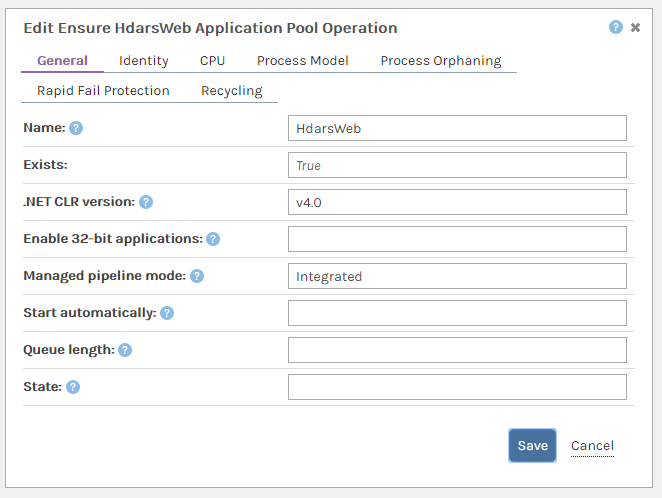 Edit Ensure HdarsWeb Application Pool Operation ? ×
General Identity CPU Process Model Process Orphaning
Rapid Fail Protection Recycling
Name: ? HdarsWeb
Exists: True
.NET CLR version: ? v4.0
Enable 32-bit applications: ?
Managed pipeline mode: ? Integrated
Start automatically: ?
Queue length: ?
State: ?
Save Cancel